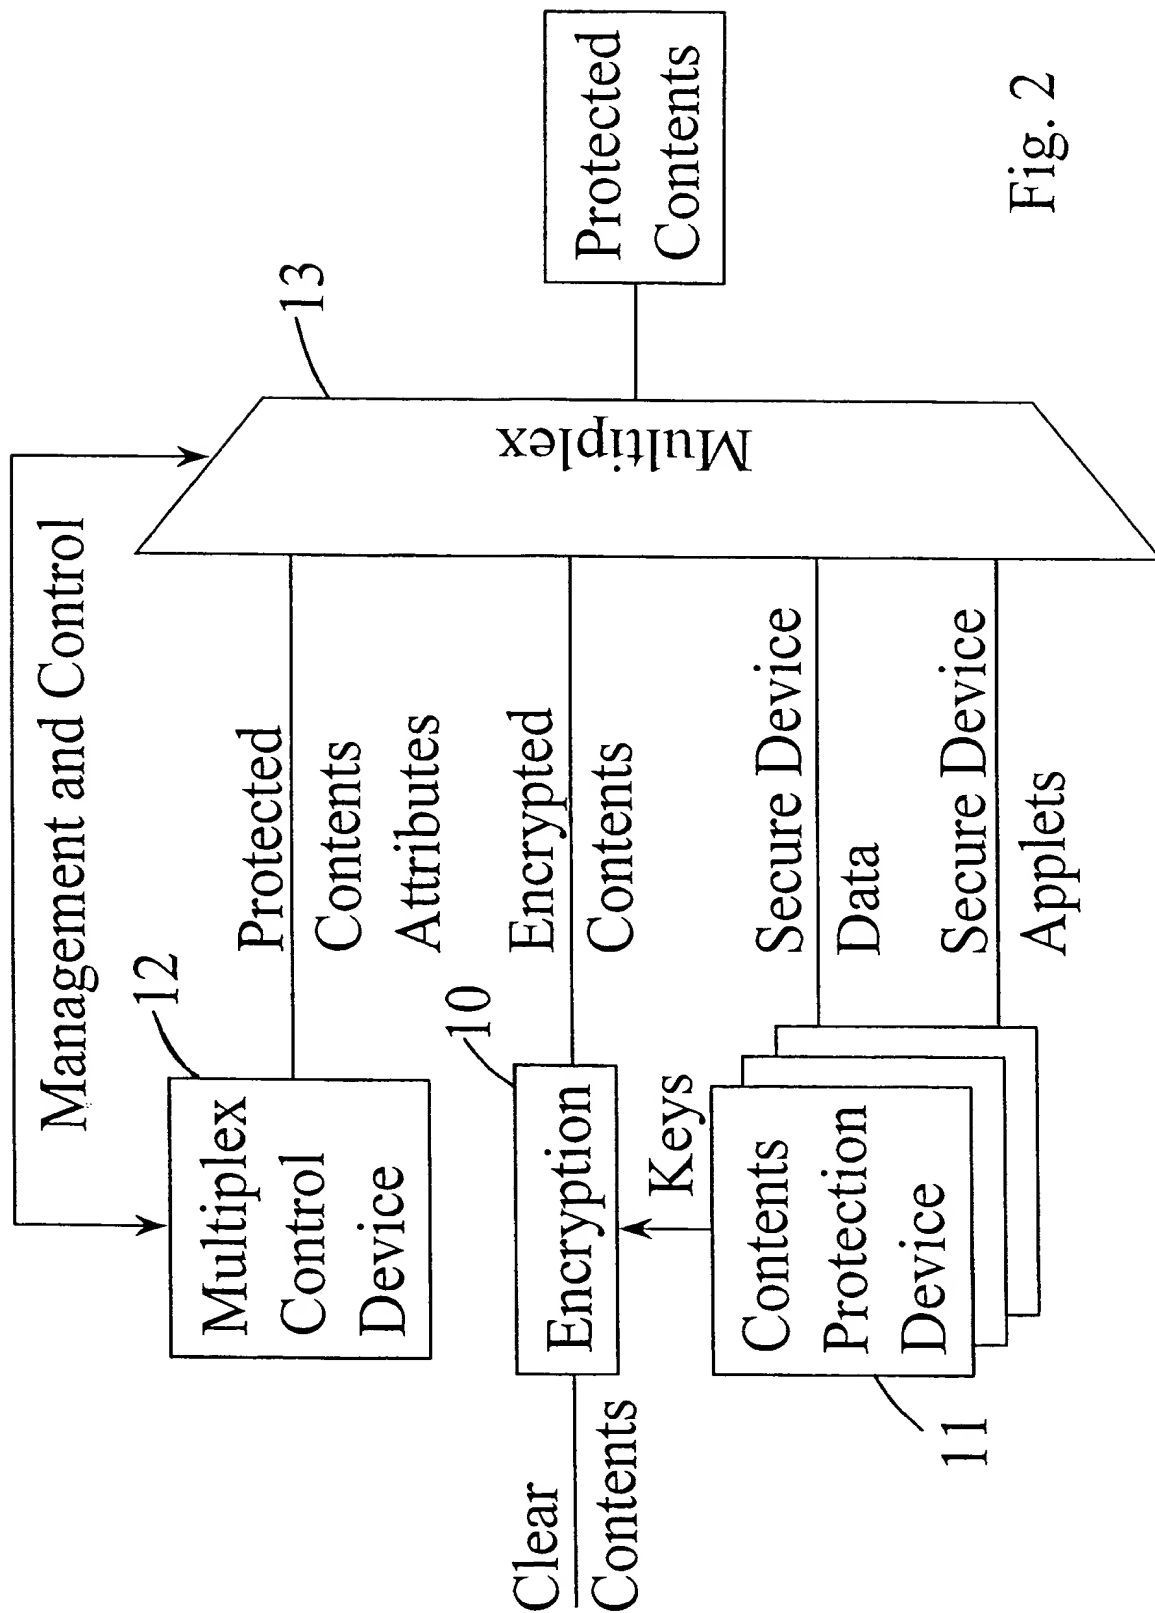 Management and Control
12
Multiplex
Control
Device
Protected
Contents
Attributes
13
Multiplex
Protected
Contents
Clear
Contents
10
Encryption
Encrypted
Contents
Keys
11
Contents
Protection
Device
Secure Device
Data
Secure Device
Applets
Fig. 2